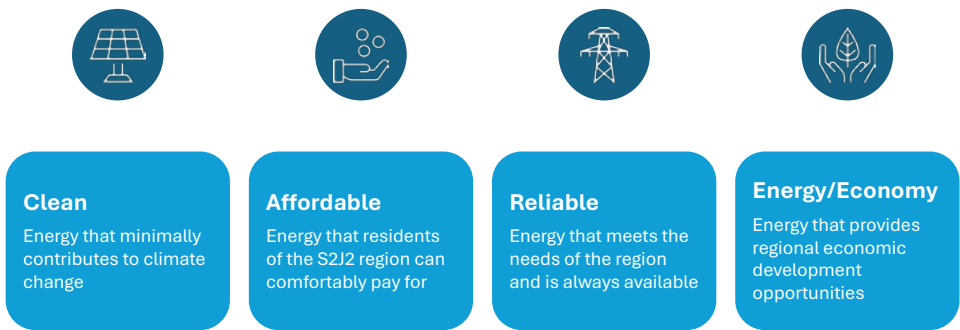 Clean
Energy that minimally
contributes to climate
change
Affordable
Energy that residents
of the S2J2 region can
comfortably pay for
Reliable
Energy that meets the
needs of the region
and is always available
Energy/Economy
Energy that provides
regional economic
development
opportunities